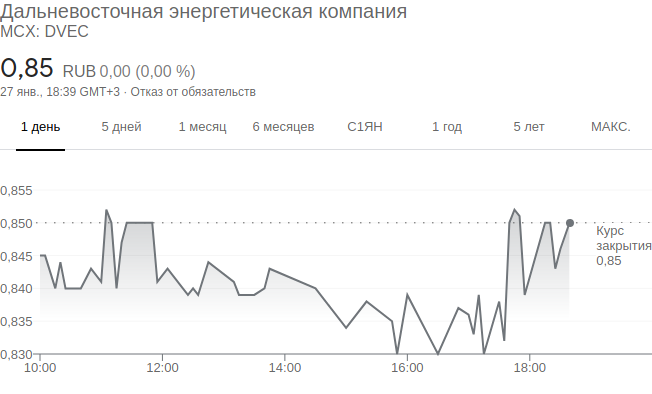 Дальневосточная энергетическая компания
MCX: DVEC
0,85 RUB 0,00 (0,00 %)
27 янв., 18:39 GMT+3 · Отказ от обязательств
1 день 5 дней 1 месяц 6 месяцев С1ЯН 1 год 5 лет МАКС.
0,855
0,850
0,845
0,840
0,835
0,830
Курс
закрытия
0,85
10:00 12:00 14:00 16:00 18:00